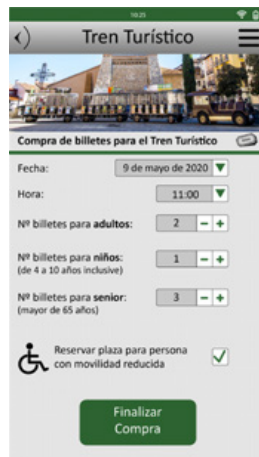 10:25
Tren Turístico
Compra de billetes para el Tren Turístico
Fecha: 9 de mayo de 2020
Hora: 11:00
Nº billetes para adultos: 2 - +
Nº billetes para niños: 1 - +
(de 4 a 10 años inclusive)
Nº billetes para senior: 3 - +
(mayor de 65 años)
Reservar plaza para persona
con movilidad reducida
Finalizar
Compra